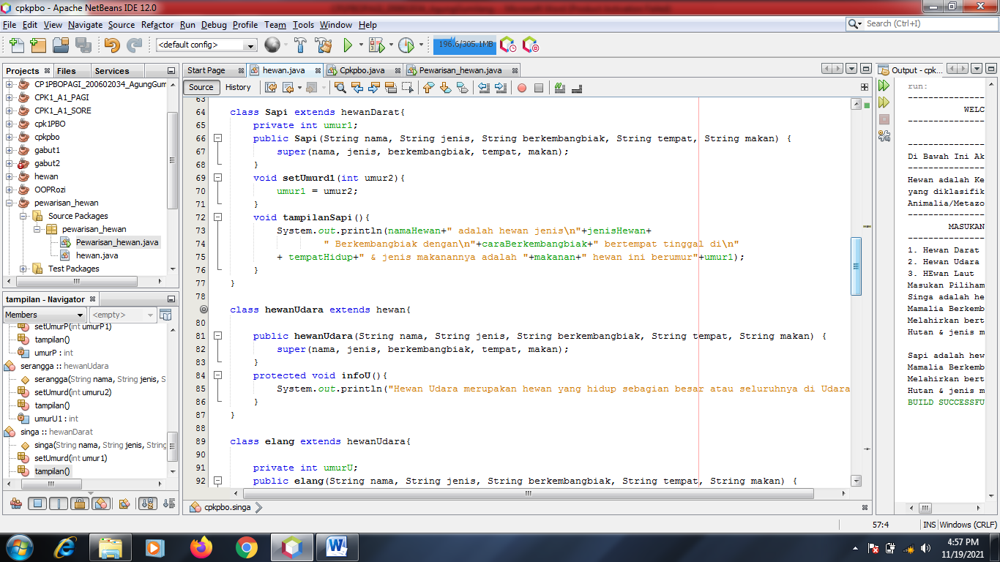 cpkpbo - Apache NetBeans IDE 12.0
File Edit View Navigate Source Refactor Run Debug Profile Team Tools Window Help
Search (Ctrl+I)
<default config>
196.6/305.1MB
Projects Files Services
CP1PBOPAGI_200602034_AgungGum
CPK1_A1_PAGI
CPK1_A1_SORE
cpk1PBO
cpkpbo
gabut1
gabut2
hewan
OOPRozi
pewarisan_hewan
Source Packages
pewarisan_hewan
Pewarisan_hewan.java
hewan.java
Test Packages
tampilan - Navigator
Members <empty>
setUmurP(int umurP1)
tampilan()
umurP : int
serangga :: hewanUdara
serangga(String nama, String jenis, S
setUmurd(int umuru2)
tampilan()
umurU1 : int
singa :: hewanDarat
singa(String nama, String jenis, String
setUmurd(int umur1)
tampilan()
Start Page hewan.java Cpkpbo.java Pewarisan_hewan.java
Source History
63
64 class Sapi extends hewanDarat{
65 private int umur1;
66 public Sapi(String nama, String jenis, String berkembangbiak, String tempat, String makan) {
67 super(nama, jenis, berkembangbiak, tempat, makan);
68 }
69 void setUmurd1(int umur2){
70 umur1 = umur2;
71 }
72 void tampilanSapi(){
73 System.out.println(namaHewan+" adalah hewan jenis\n"+jenisHewan+
74 " Berkembangbiak dengan\n"+caraBerkembangbiak+" bertempat tinggal di\n"
75 + tempatHidup+" & jenis makanannya adalah "+makanan+" hewan ini berumur"+umur1);
76 }
77 }
78
class hewanUdara extends hewan{
80
81 public hewanUdara(String nama, String jenis, String berkembangbiak, String tempat, String makan) {
82 super(nama, jenis, berkembangbiak, tempat, makan);
83 }
84 protected void infoU(){
85 System.out.println("Hewan Udara merupakan hewan yang hidup sebagian besar atau seluruhnya di Udara
86 }
87 }
88
89 class elang extends hewanUdara{
90
91 private int umurU;
92 public elang(String nama, String jenis, String berkembangbiak, String tempat, String makan) {
cpkpbo.singa
Output - cpk...
run:
----------------
WELC
----------------
----------------
Di Bawah Ini Ak
----------------
Hewan adalah Ke
yang diklasifik
Animalia/Metazo
----------------
MASUKAN
----------------
1. Hewan Darat
2. Hewan Udara
3. HEwan Laut
Masukan Piliham
Singa adalah he
Mamalia Berkemb
Melahirkan bert
Hutan & jenis m
Sapi adalah hew
Mamalia Berkemb
Melahirkan bert
Hutan & jenis m
BUILD SUCCESSFU
57:4 INS Windows (CRLF)
4:57 PM
11/19/2021